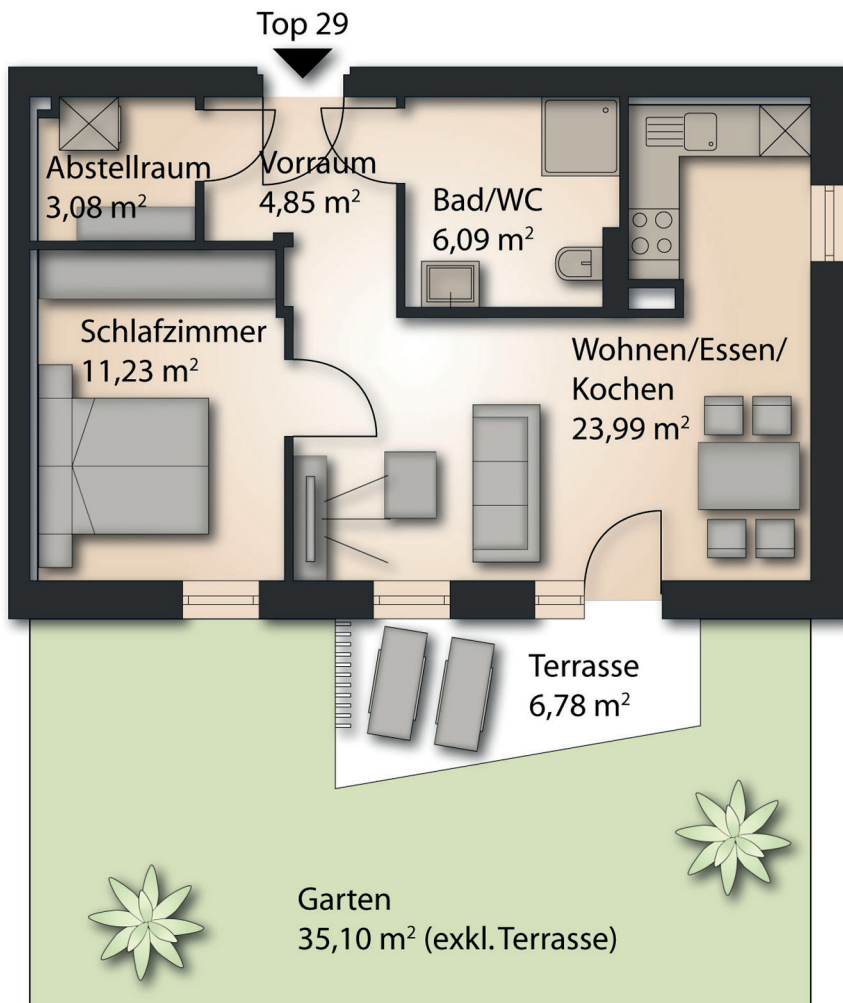 Top 29
Abstellraum
3,08 m²
Vorraum
4,85 m²
Bad/WC
6,09 m²
Schlafzimmer
11,23 m²
Wohnen/Essen/
Kochen
23,99 m²
Terrasse
6,78 m²
Garten
35,10 m² (exkl. Terrasse)